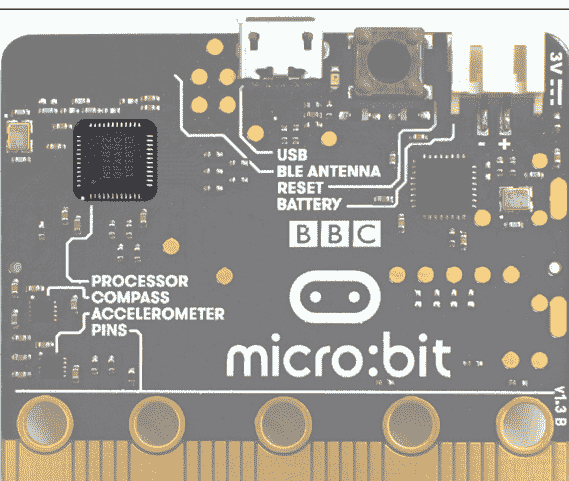 3V
- +
USB
BLE ANTENNA
RESET
BATTERY
BBC
PROCESSOR
COMPASS
ACCELEROMETER
PINS
micro:bit
V1.3 B